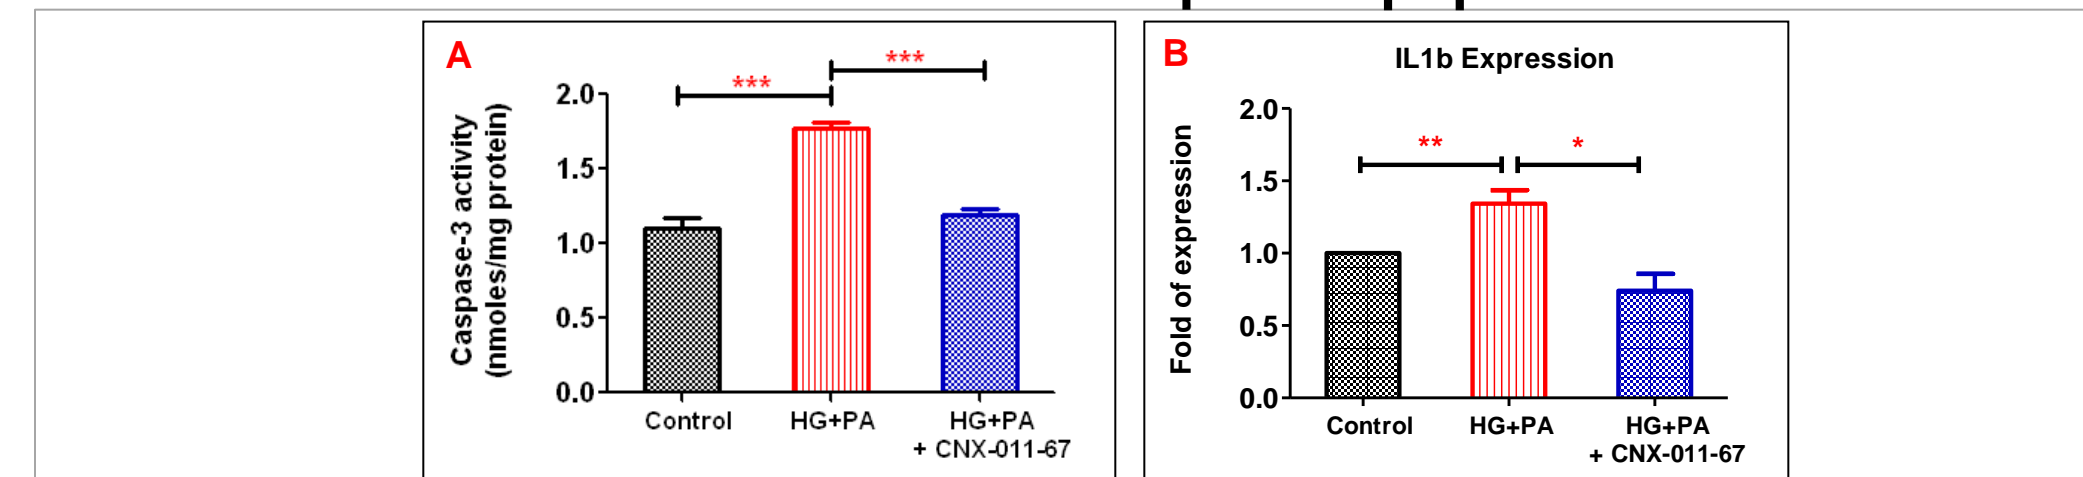 A
***
***
2.0
1.5
1.0
0.5
0.0
Caspase-3 activity
(nmoles/mg protein)
Control
HG+PA
HG+PA
+ CNX-011-67
B
IL1b Expression
**
*
2.0
1.5
1.0
0.5
0.0
Fold of expression
Control
HG+PA
HG+PA
+ CNX-011-67